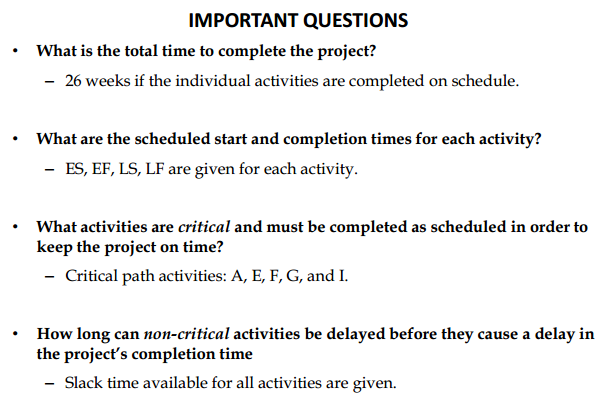 IMPORTANT QUESTIONS
• What is the total time to complete the project?
– 26 weeks if the individual activities are completed on schedule.
• What are the scheduled start and completion times for each activity?
– ES, EF, LS, LF are given for each activity.
• What activities are critical and must be completed as scheduled in order to
keep the project on time?
– Critical path activities: A, E, F, G, and I.
• How long can non-critical activities be delayed before they cause a delay in
the project's completion time
– Slack time available for all activities are given.